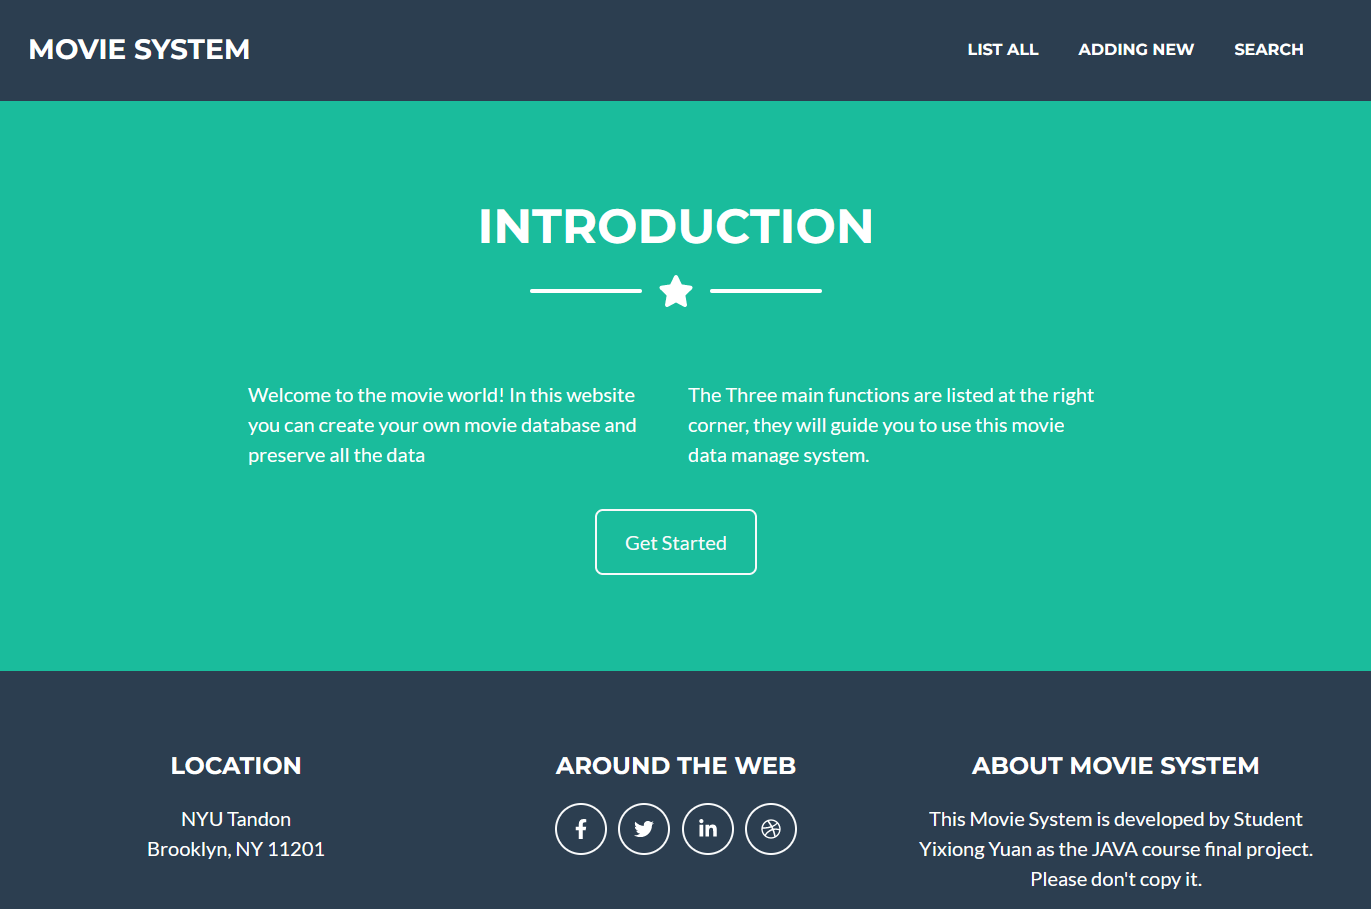 MOVIE SYSTEM
LIST ALL
ADDING NEW
SEARCH
INTRODUCTION
Welcome to the movie world! In this website
you can create your own movie database and
preserve all the data
The Three main functions are listed at the right
corner, they will guide you to use this movie
data manage system.
Get Started
LOCATION
NYU Tandon
Brooklyn, NY 11201
AROUND THE WEB
ABOUT MOVIE SYSTEM
This Movie System is developed by Student
Yixiong Yuan as the JAVA course final project.
Please don't copy it.